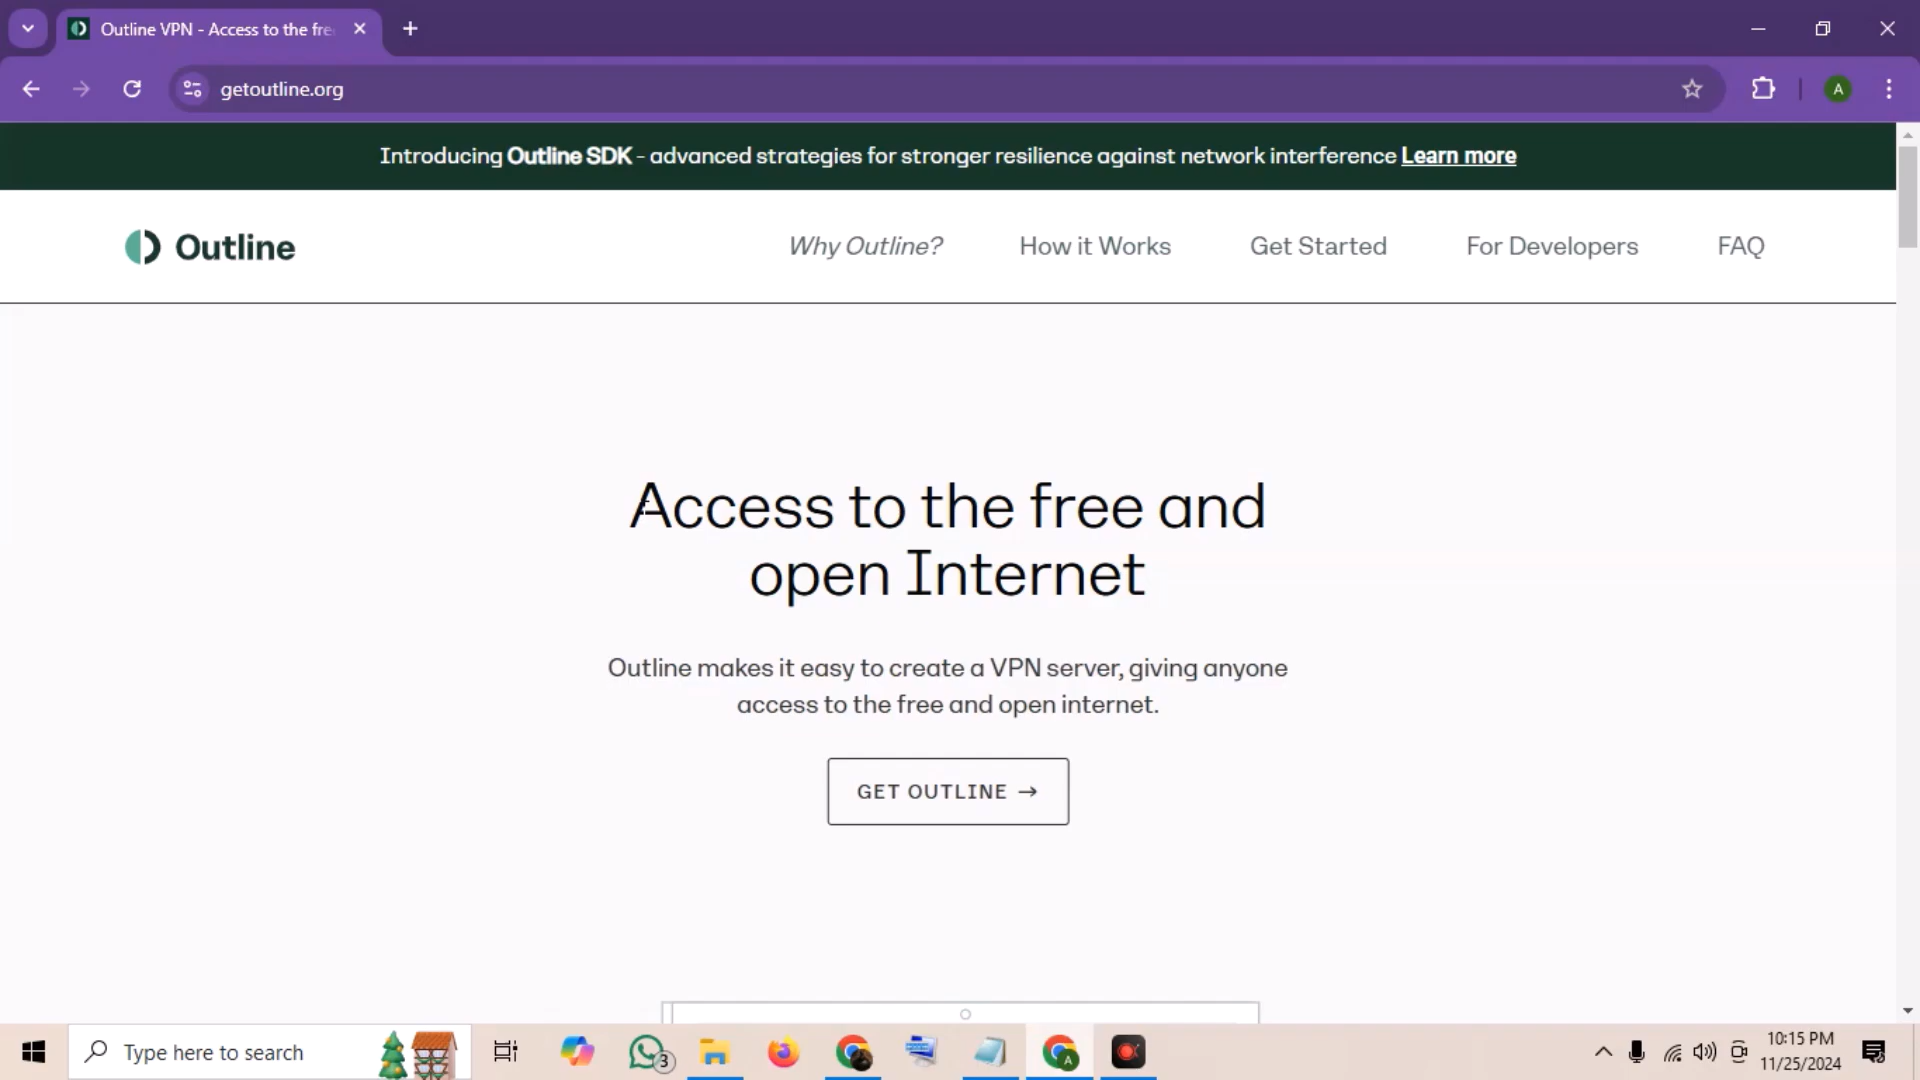 Outline VPN - Access to the fre
getoutline.org
A
Introducing Outline SDK - advanced strategies for stronger resilience against network interference Learn more
Outline
Why Outline?
How it Works
Get Started
For Developers
FAQ
Access to the free and
open Internet
Outline makes it easy to create a VPN server, giving anyone
access to the free and open internet.
GET OUTLINE →
Type here to search
3
A
10:15 PM
11/25/2024